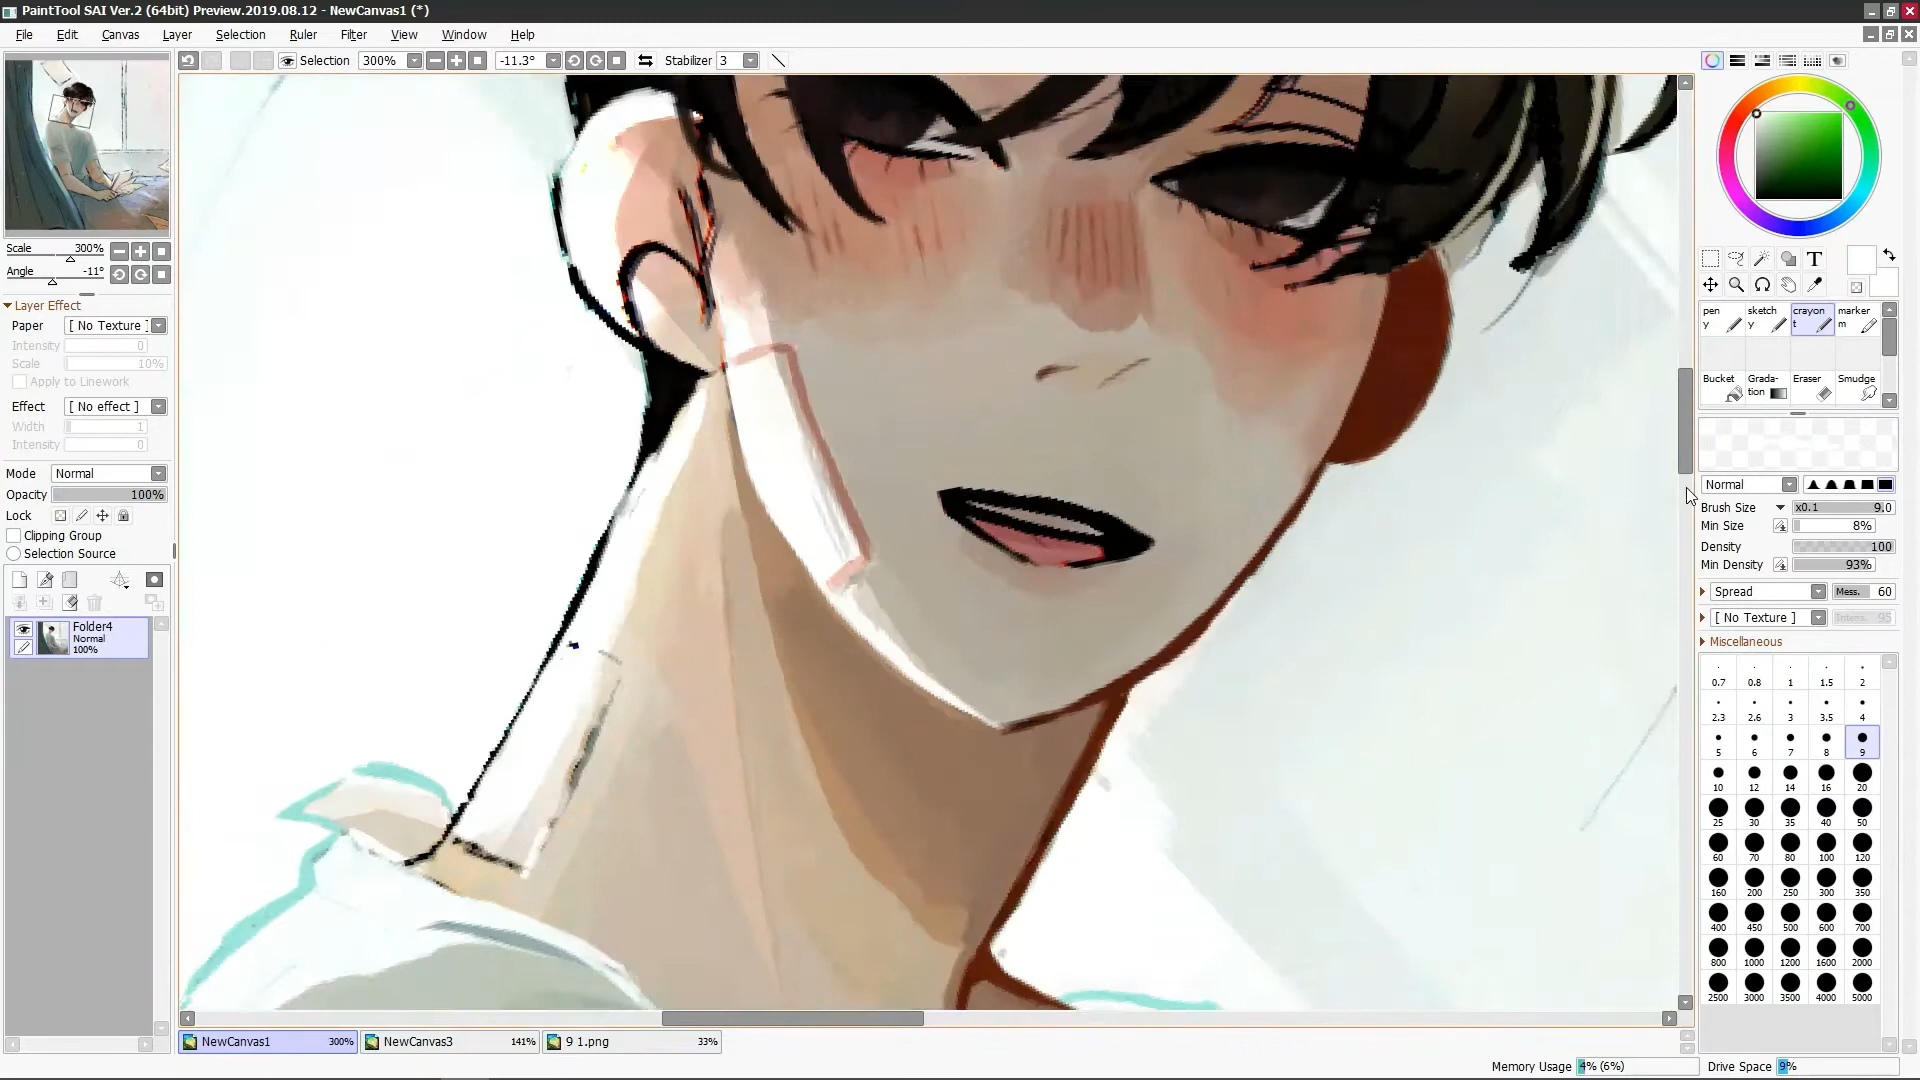 PaintTool SAI Ver.2 (64bit) Preview.2019.08.12 - NewCanvas1 (*)
File Edit Canvas Layer Selection Ruler Filter View Window Help
Selection 300% -11.3° Stabilizer 3
Scale 300%
Angle -11°
Layer Effect
Paper [ No Texture ]
Intensity 0
Scale 10%
Apply to Linework
Effect [ No effect ]
Width 1
Intensity 0
Mode Normal
Opacity 100%
Lock
Clipping Group
Selection Source
Folder4
Normal
100%
T
pen y sketch y crayon t marker m
Bucket Grada-tion Eraser Smudge
Normal
Brush Size x0.1 9.0
Min Size 8%
Density 100
Min Density 93%
Spread Mess. 60
[ No Texture ] Intens. 95
Miscellaneous
0.7 0.8 1 1.5 2
2.3 2.6 3 3.5 4
5 6 7 8 9
10 12 14 16 20
25 30 35 40 50
60 70 80 100 120
160 200 250 300 350
400 450 500 600 700
800 1000 1200 1600 2000
2500 3000 3500 4000 5000
NewCanvas1 300% NewCanvas3 141% 9 1.png 33%
Memory Usage 4% (6%) Drive Space 9%